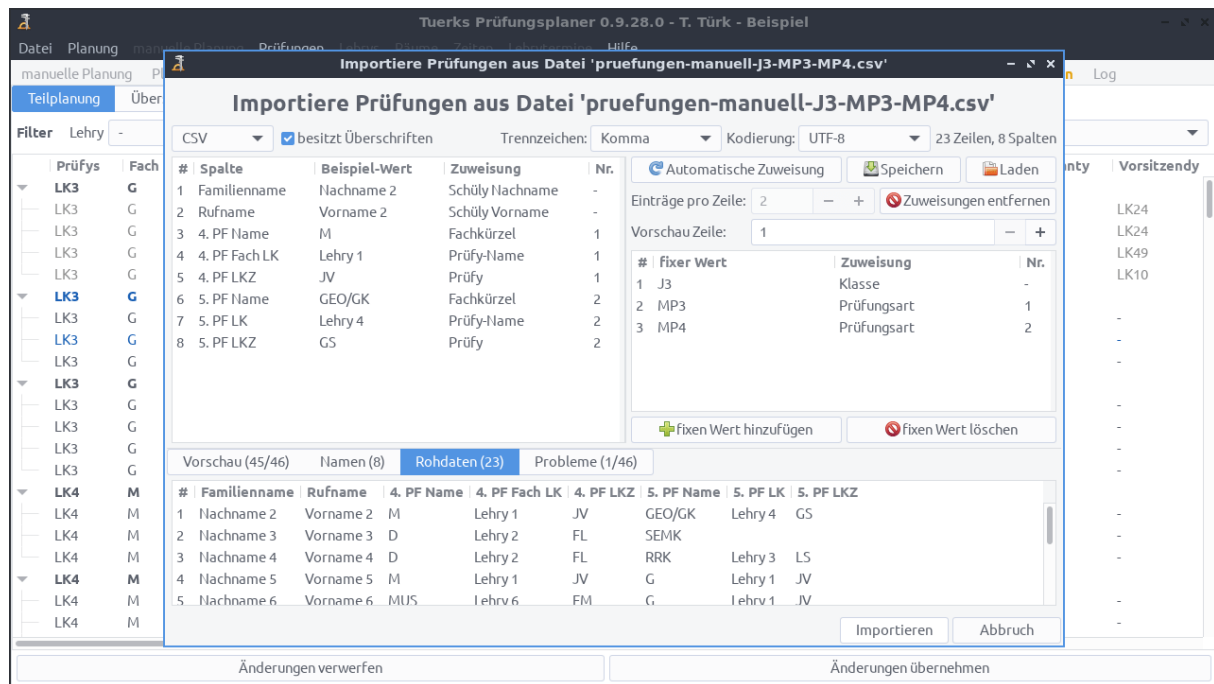 Tuerks Prüfungsplaner 0.9.28.0 - T. Türk - Beispiel
Datei Planung manuelle Planung Prüfungen Lehrys Räume Zeiten Lehrytermine Hilfe
Importiere Prüfungen aus Datei 'pruefungen-manuell-J3-MP3-MP4.csv'
manuelle Planung Log
Teilplanung
Filter Lehry -
Prüfys Fach Vorsitzendy
LK3 G
LK3 G LK24
LK3 G LK24
LK3 G LK49
LK3 G LK10
LK3 G
LK3 G -
LK3 G -
LK3 G -
LK3 G
LK3 G -
LK3 G -
LK3 G -
LK3 G -
LK4 M
LK4 M -
LK4 M -
LK4 M -
LK4 M
LK4 M -
LK4 M -
Importiere Prüfungen aus Datei 'pruefungen-manuell-J3-MP3-MP4.csv'
CSV besitzt Überschriften Trennzeichen: Komma Kodierung: UTF-8 23 Zeilen, 8 Spalten
# Spalte Beispiel-Wert Zuweisung Nr.
1 Familienname Nachname 2 Schüly Nachname -
2 Rufname Vorname 2 Schüly Vorname -
3 4. PF Name M Fachkürzel 1
4 4. PF Fach LK Lehry 1 Prüfy-Name 1
5 4. PF LKZ JV Prüfy 1
6 5. PF Name GEO/GK Fachkürzel 2
7 5. PF LK Lehry 4 Prüfy-Name 2
8 5. PF LKZ GS Prüfy 2
Automatische Zuweisung Speichern Laden
Einträge pro Zeile: 2 − + Zuweisungen entfernen
Vorschau Zeile: 1 − +
# fixer Wert Zuweisung Nr.
1 J3 Klasse -
2 MP3 Prüfungsart 1
3 MP4 Prüfungsart 2
fixen Wert hinzufügen fixen Wert löschen
Vorschau (45/46) Namen (8) Rohdaten (23) Probleme (1/46)
# Familienname Rufname 4. PF Name 4. PF Fach LK 4. PF LKZ 5. PF Name 5. PF LK 5. PF LKZ
1 Nachname 2 Vorname 2 M Lehry 1 JV GEO/GK Lehry 4 GS
2 Nachname 3 Vorname 3 D Lehry 2 FL SEMK
3 Nachname 4 Vorname 4 D Lehry 2 FL RRK Lehry 3 LS
4 Nachname 5 Vorname 5 M Lehry 1 JV G Lehry 1 JV
5 Nachname 6 Vorname 6 MUS Lehry 6 FM G Lehry 1 JV
Importieren Abbruch
Änderungen verwerfen Änderungen übernehmen